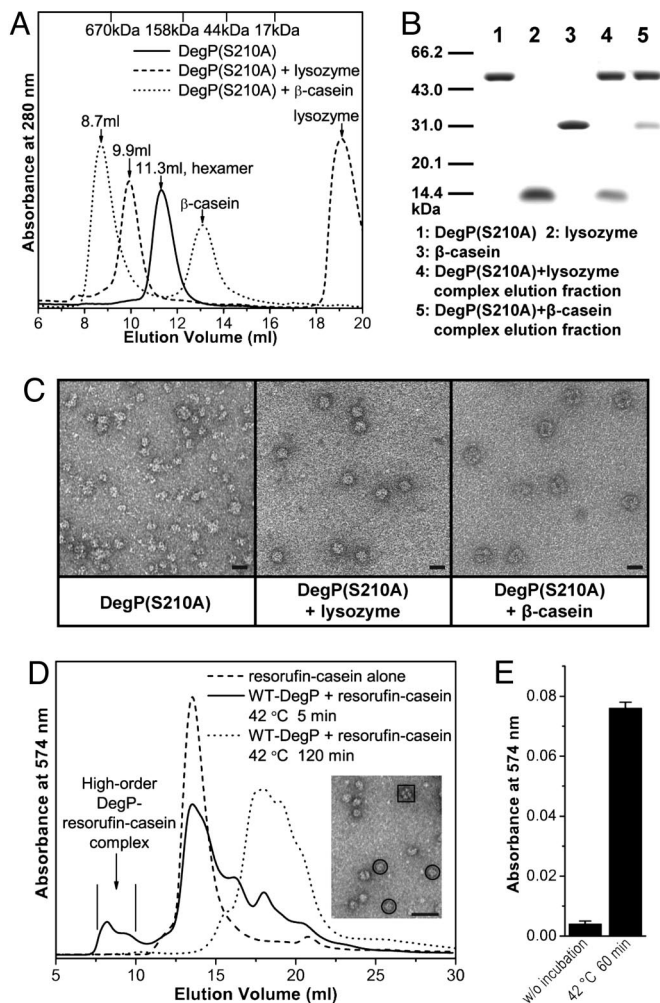 A
670kDa 158kDa 44kDa 17kDa
DegP(S210A)
DegP(S210A) + lysozyme
DegP(S210A) + β-casein
lysozyme
8.7ml
9.9ml
11.3ml, hexamer
β-casein
Absorbance at 280 nm
6 8 10 12 14 16 18 20
Elution Volume (ml)
B
1 2 3 4 5
66.2
43.0
31.0
20.1
14.4
kDa
1: DegP(S210A) 2: lysozyme
3: β-casein
4: DegP(S210A)+lysozyme
complex elution fraction
5: DegP(S210A)+β-casein
complex elution fraction
C
DegP(S210A)
DegP(S210A)
+ lysozyme
DegP(S210A)
+ β-casein
D
resorufin-casein alone
WT-DegP + resorufin-casein
42 °C 5 min
WT-DegP + resorufin-casein
42 °C 120 min
High-order
DegP-
resorufin-casein
complex
Absorbance at 574 nm
5 10 15 20 25 30
Elution Volume (ml)
E
Absorbance at 574 nm
0.08
0.06
0.04
0.02
0.00
w/o incubation
42 °C 60 min